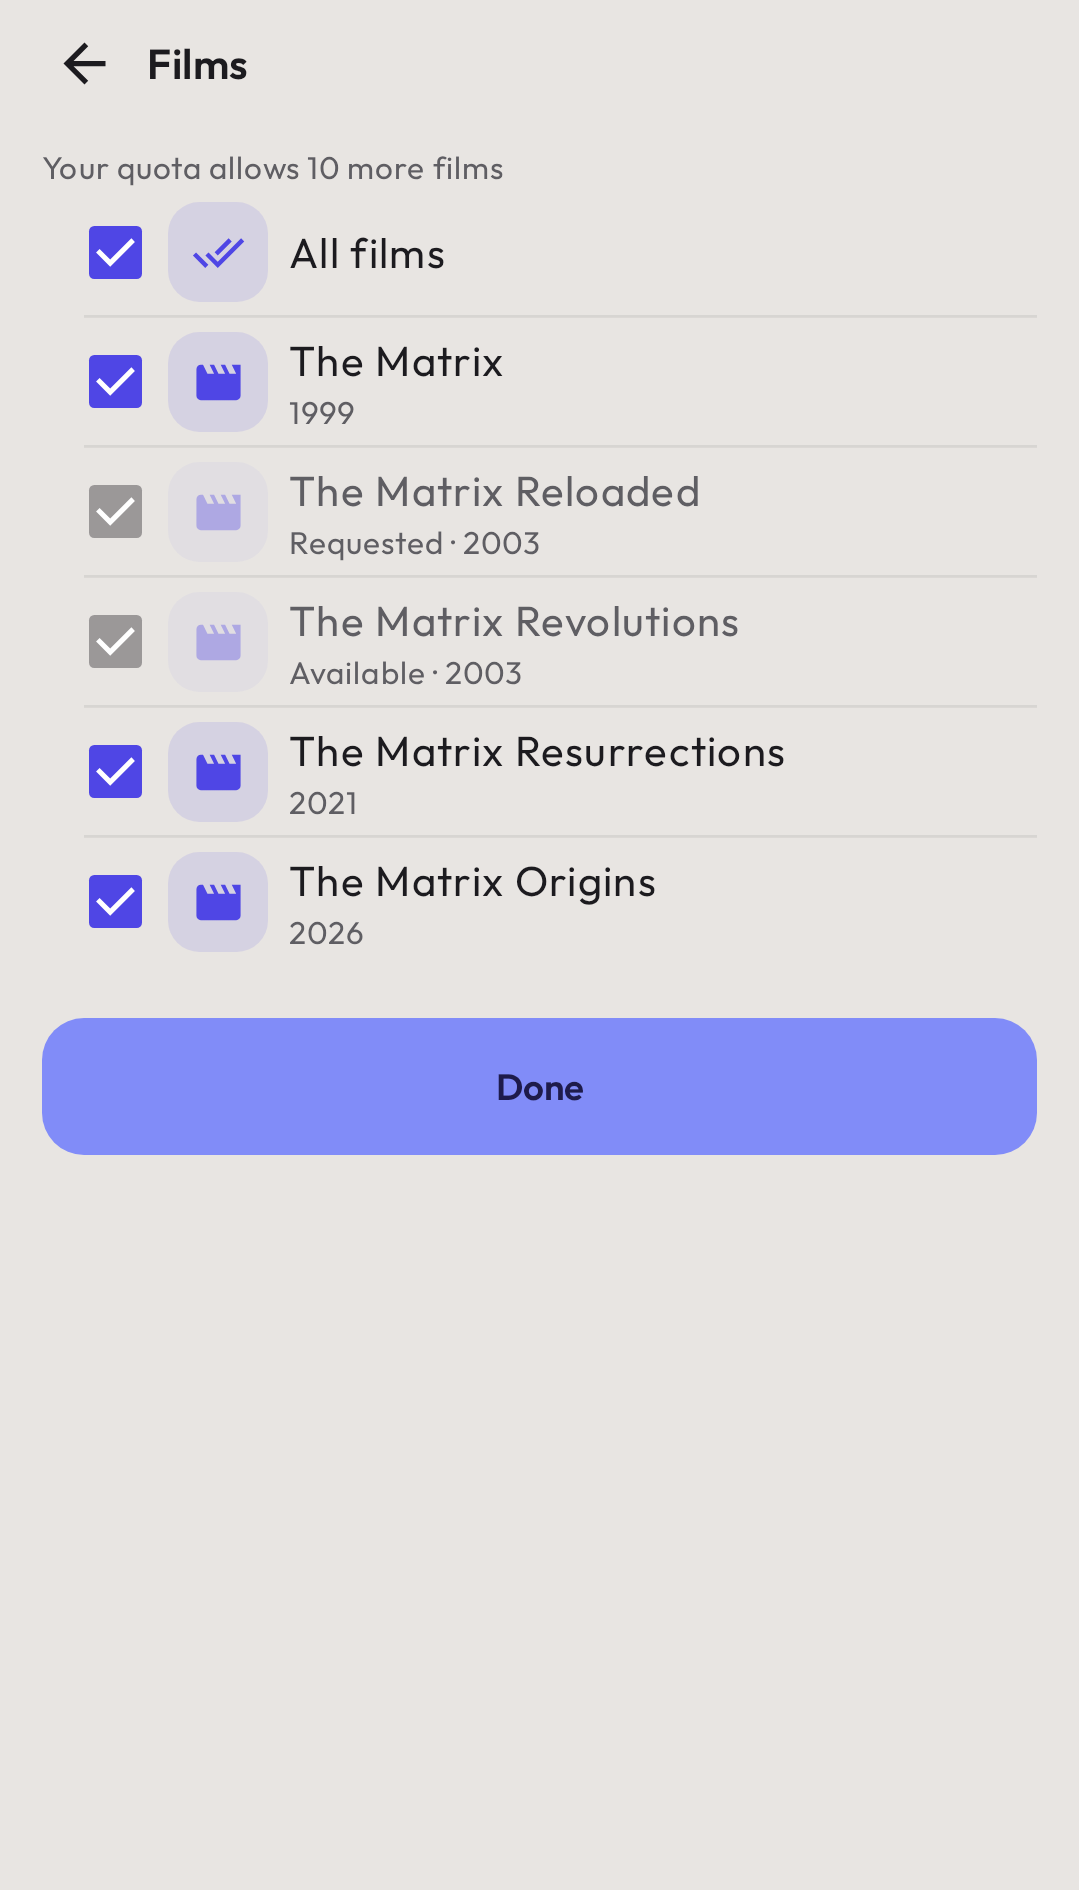 Films
Your quota allows 10 more films
All films
The Matrix
1999
The Matrix Reloaded
Requested · 2003
The Matrix Revolutions
Available · 2003
The Matrix Resurrections
2021
The Matrix Origins
2026
Done